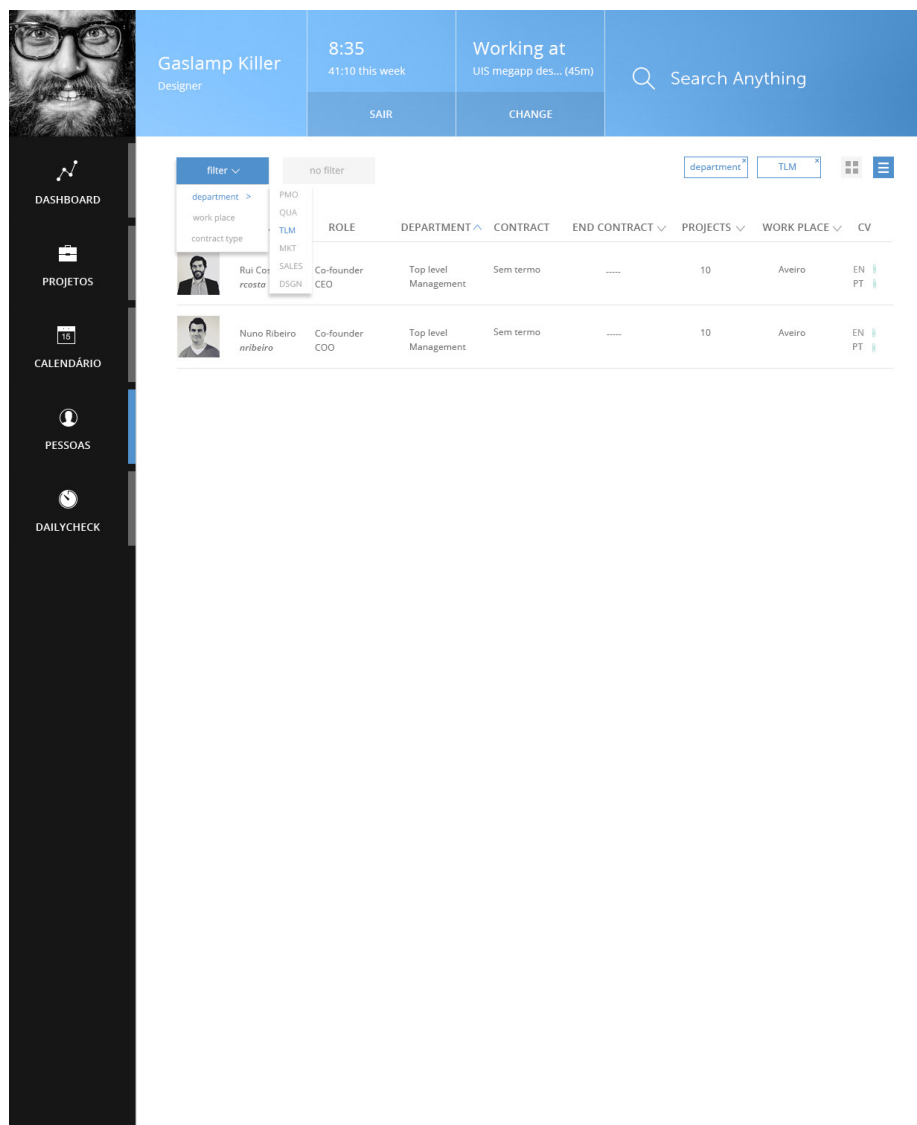 Gaslamp Killer
Designer
8:35
41:10 this week
SAIR
Working at
UIS megapp des... (45m)
CHANGE
Search Anything
DASHBOARD
PROJETOS
16
CALENDÁRIO
PESSOAS
DAILYCHECK
filter
no filter
department x
TLM x
department >
work place
contract type
PMO
QUA
TLM
MKT
SALES
DSGN
ROLE DEPARTMENT CONTRACT END CONTRACT PROJECTS WORK PLACE CV
Rui Cos Co-founder Top level Sem termo ----- 10 Aveiro EN
rcosta CEO Management PT
Nuno Ribeiro Co-founder Top level Sem termo ----- 10 Aveiro EN
nribeiro COO Management PT